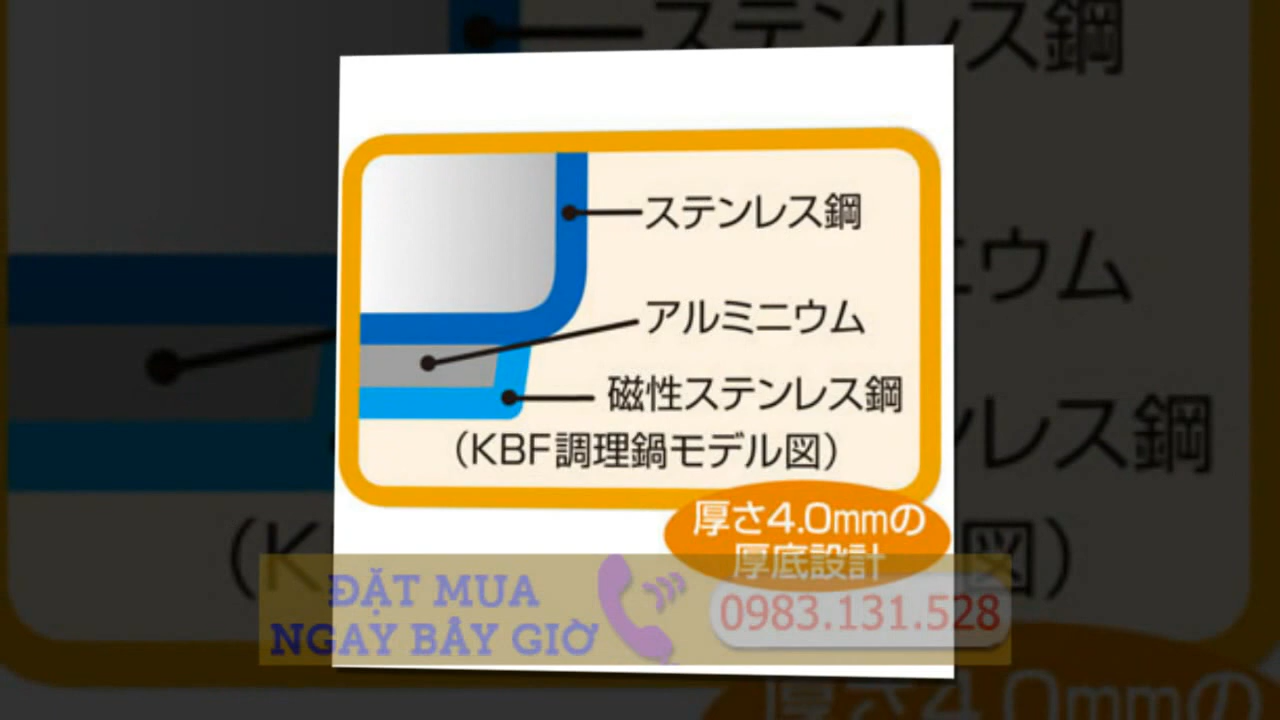 ステンレス鋼
アルミニウム
磁性ステンレス鋼
（KBF調理鍋モデル図）
厚さ4.0mmの
厚底設計
ĐẶT MUA
NGAY BÂY GIỜ
0983.131.528